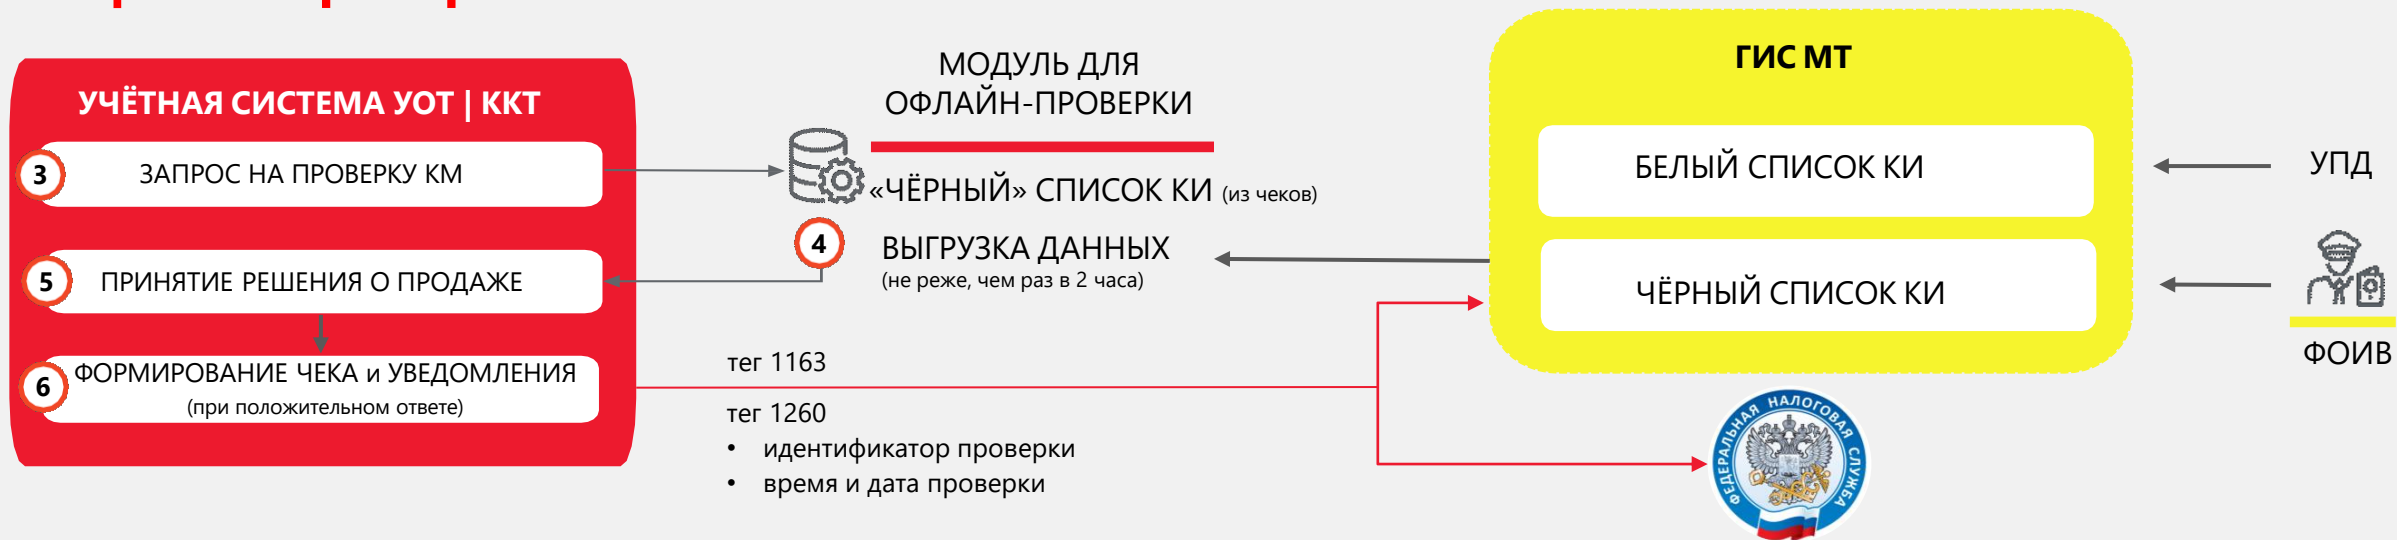 УЧЁТНАЯ СИСТЕМА УОТ | ККТ
3
ЗАПРОС НА ПРОВЕРКУ КМ
5
ПРИНЯТИЕ РЕШЕНИЯ О ПРОДАЖЕ
6
ФОРМИРОВАНИЕ ЧЕКА и УВЕДОМЛЕНИЯ
(при положительном ответе)
МОДУЛЬ ДЛЯ
ОФЛАЙН-ПРОВЕРКИ
«ЧЁРНЫЙ» СПИСОК КИ (из чеков)
4
ВЫГРУЗКА ДАННЫХ
(не реже, чем раз в 2 часа)
тег 1163
тег 1260
• идентификатор проверки
• время и дата проверки
ГИС МТ
БЕЛЫЙ СПИСОК КИ
ЧЁРНЫЙ СПИСОК КИ
УПД
ФОИВ
ФЕДЕРАЛЬНАЯ НАЛОГОВАЯ СЛУЖБА